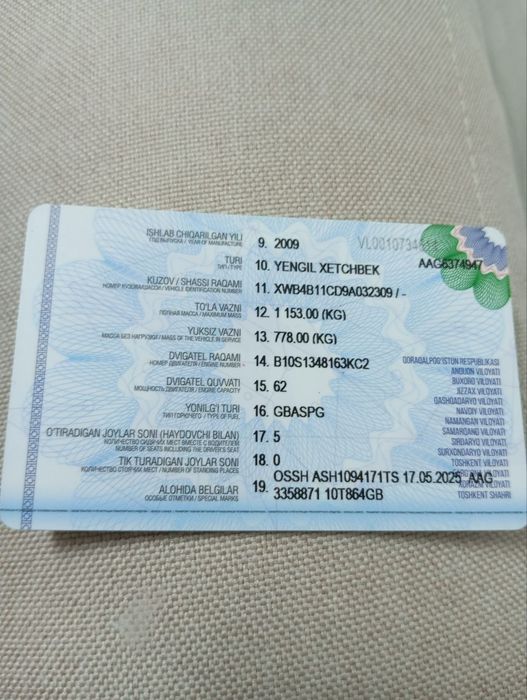 ISHLAB CHIQARILGAN YILI 9. 2009
ГОД ВЫПУСКА / YEAR OF MANUFACTURE
TURI 10. YENGIL XETCHBEK AAG6374947
ТИП / TYPE
KUZOV / SHASSI RAQAMI 11. XWB4B11CD9A032309 / -
НОМЕР КУЗОВА/ШАССИ / VEHICLE IDENTIFICATION NUMBER
TO'LA VAZNI 12. 1 153.00 (KG)
ПОЛНАЯ МАССА / MAXIMUM MASS
YUKSIZ VAZNI 13. 778.00 (KG)
МАССА БЕЗ НАГРУЗКИ / MASS OF THE VEHICLE IN SERVICE
DVIGATEL RAQAMI 14. B10S1348163KC2
НОМЕР ДВИГАТЕЛЯ / ENGINE NUMBER
DVIGATEL QUVVATI 15. 62
МОЩНОСТЬ ДВИГАТЕЛЯ / ENGINE CAPACITY
YONILG'I TURI 16. GBASPG
ТИП ГОРЮЧЕГО / TYPE OF FUEL
O'TIRADIGAN JOYLAR SONI (HAYDOVCHI BILAN) 17. 5
КОЛИЧЕСТВО СИДЯЧИХ МЕСТ ВМЕСТЕ С ВОДИТЕЛЕМ
NUMBER OF SEATS INCLUDING THE DRIVER'S SEAT
TIK TURADIGAN JOYLAR SONI 18. 0
КОЛИЧЕСТВО СТОЯЧИХ МЕСТ / NUMBER OF STANDING PLACES
ALOHIDA BELGILAR 19. OSSH ASH1094171TS 17.05.2025 AAG
ОСОБЫЕ ОТМЕТКИ / SPECIAL MARKS 3358871 10T864GB
QORAQALPOG'ISTON RESPUBLIKASI
ANDIJON VILOYATI
BUXORO VILOYATI
JIZZAX VILOYATI
QASHQADARYO VILOYATI
NAVOIY VILOYATI
NAMANGAN VILOYATI
SAMARQAND VILOYATI
SIRDARYO VILOYATI
SURXONDARYO VILOYATI
TOSHKENT VILOYATI
TOSHKENT SHAHRI